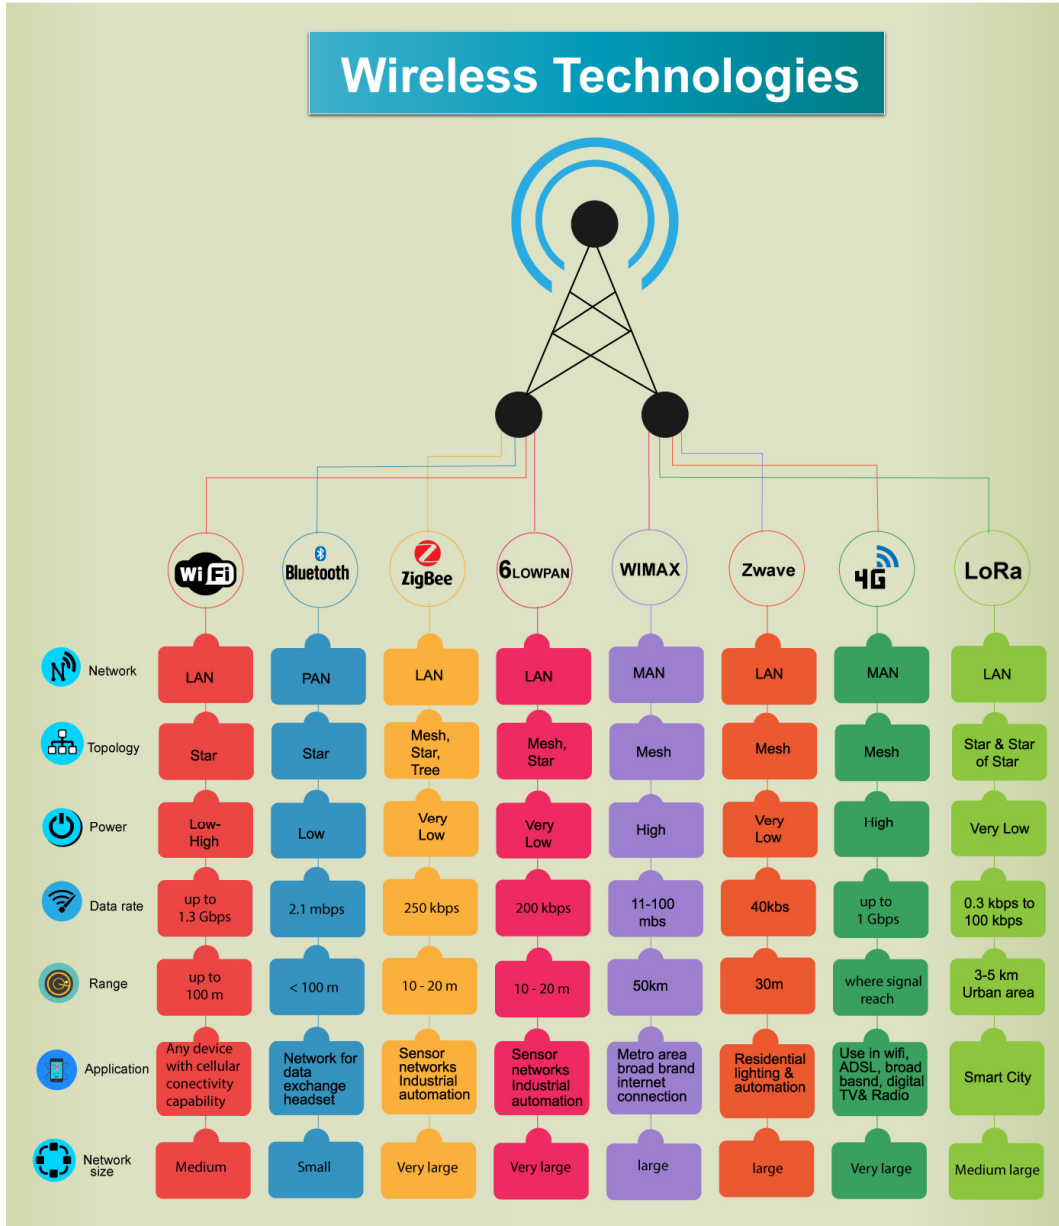 Wireless Technologies
Wi Fi
Bluetooth
ZigBee
6LOWPAN
WIMAX
Zwave
4G
LoRa
Network
LAN
PAN
LAN
LAN
MAN
LAN
MAN
LAN
Topology
Star
Star
Mesh,
Star,
Tree
Mesh,
Star
Mesh
Mesh
Mesh
Star & Star
of Star
Power
Low-
High
Low
Very
Low
Very
Low
High
Very
Low
High
Very Low
Data rate
up to
1.3 Gbps
2.1 mbps
250 kbps
200 kbps
11-100
mbs
40kbs
up to
1 Gbps
0.3 kbps to
100 kbps
Range
up to
100 m
< 100 m
10 - 20 m
10 - 20 m
50km
30m
where signal
reach
3-5 km
Urban area
Application
Any device
with cellular
conectivity
capability
Network for
data
exchange
headset
Sensor
networks
Industrial
automation
Sensor
networks
Industrial
automation
Metro area
broad brand
internet
connection
Residential
lighting &
automation
Use in wifi,
ADSL, broad
basnd, digital
TV& Radio
Smart City
Network
size
Medium
Small
Very large
Very large
large
large
Very large
Medium large